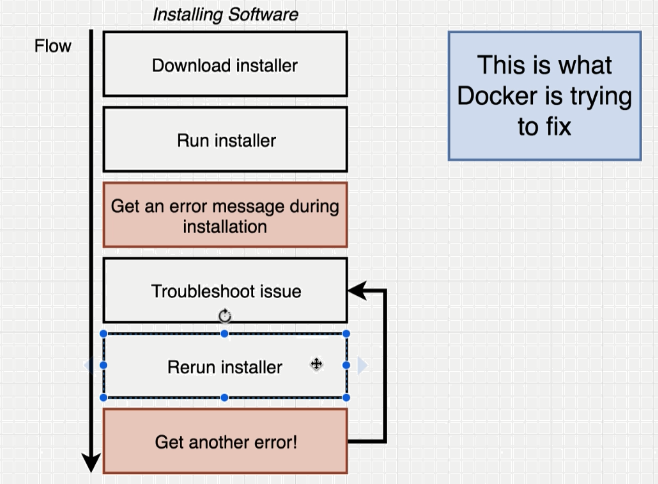 Installing Software
Flow
Download installer
Run installer
Get an error message during
installation
Troubleshoot issue
Rerun installer
Get another error!
This is what
Docker is trying
to fix